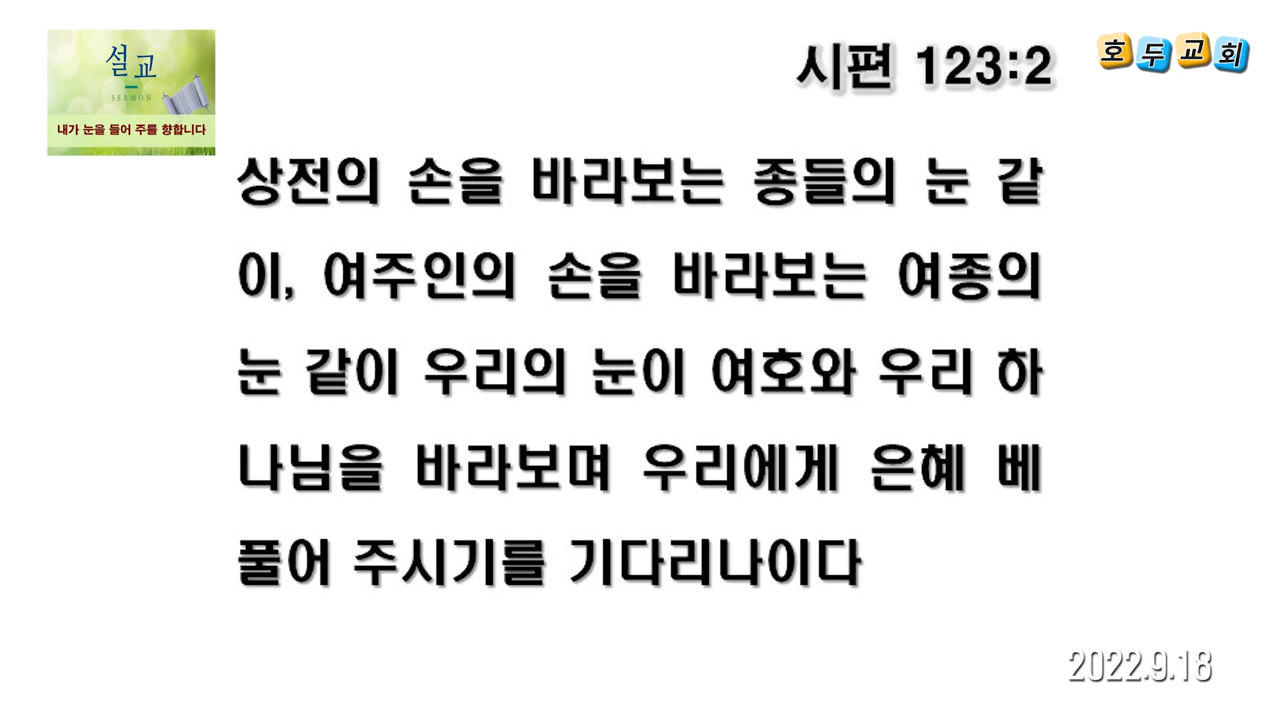 설교
SERMON
내가 눈을 들어 주를 향합니다
시편 123:2
호두교회
상전의 손을 바라보는 종들의 눈 같
이, 여주인의 손을 바라보는 여종의
눈 같이 우리의 눈이 여호와 우리 하
나님을 바라보며 우리에게 은혜 베
풀어 주시기를 기다리나이다
2022.9.18